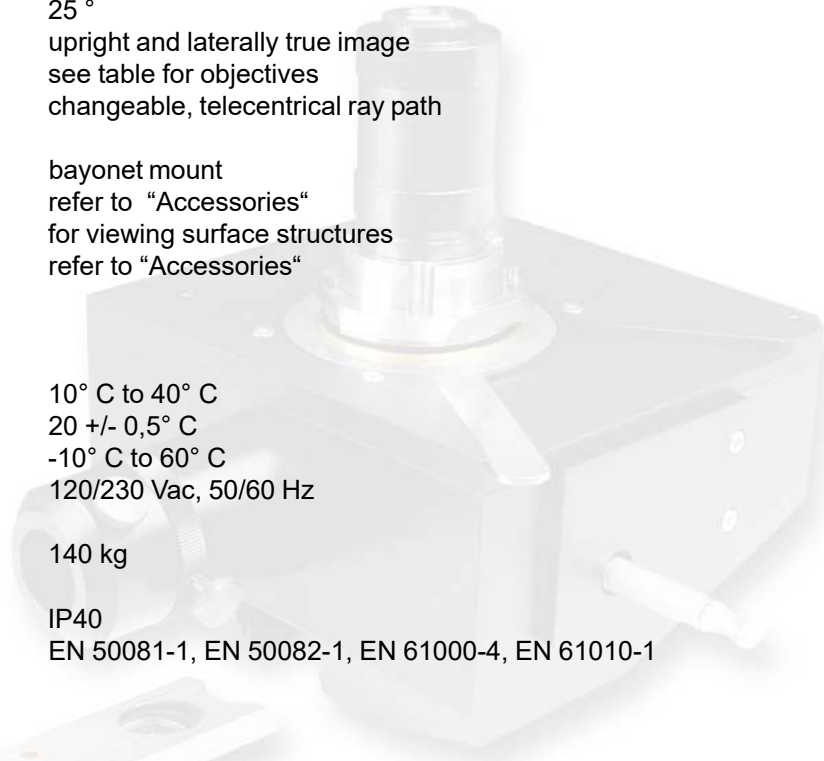 25 °
upright and laterally true image
see table for objectives
changeable, telecentrical ray path
bayonet mount
refer to  “Accessories“
for viewing surface structures
refer to “Accessories“
10° C to 40° C
20 +/- 0,5° C
-10° C to 60° C
120/230 Vac, 50/60 Hz
140 kg
IP40
EN 50081-1, EN 50082-1, EN 61000-4, EN 61010-1